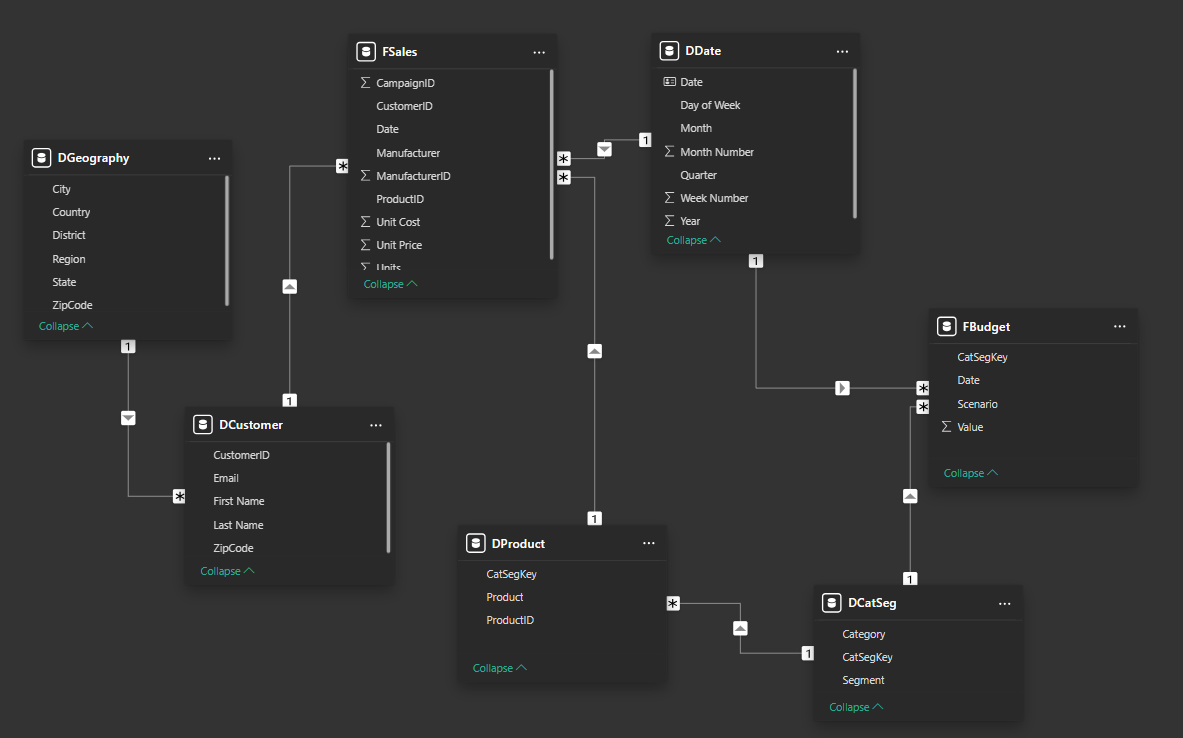 FSales
CampaignID
CustomerID
Date
Manufacturer
ManufacturerID
ProductID
Unit Cost
Unit Price
Units
Collapse
DDate
Date
Day of Week
Month
Month Number
Quarter
Week Number
Year
Collapse
DGeography
City
Country
District
Region
State
ZipCode
Collapse
DCustomer
CustomerID
Email
First Name
Last Name
ZipCode
Collapse
FBudget
CatSegKey
Date
Scenario
Value
Collapse
DProduct
CatSegKey
Product
ProductID
Collapse
DCatSeg
Category
CatSegKey
Segment
Collapse
1
*
1
*
*
1
*
1
1
*
*
1
*
1